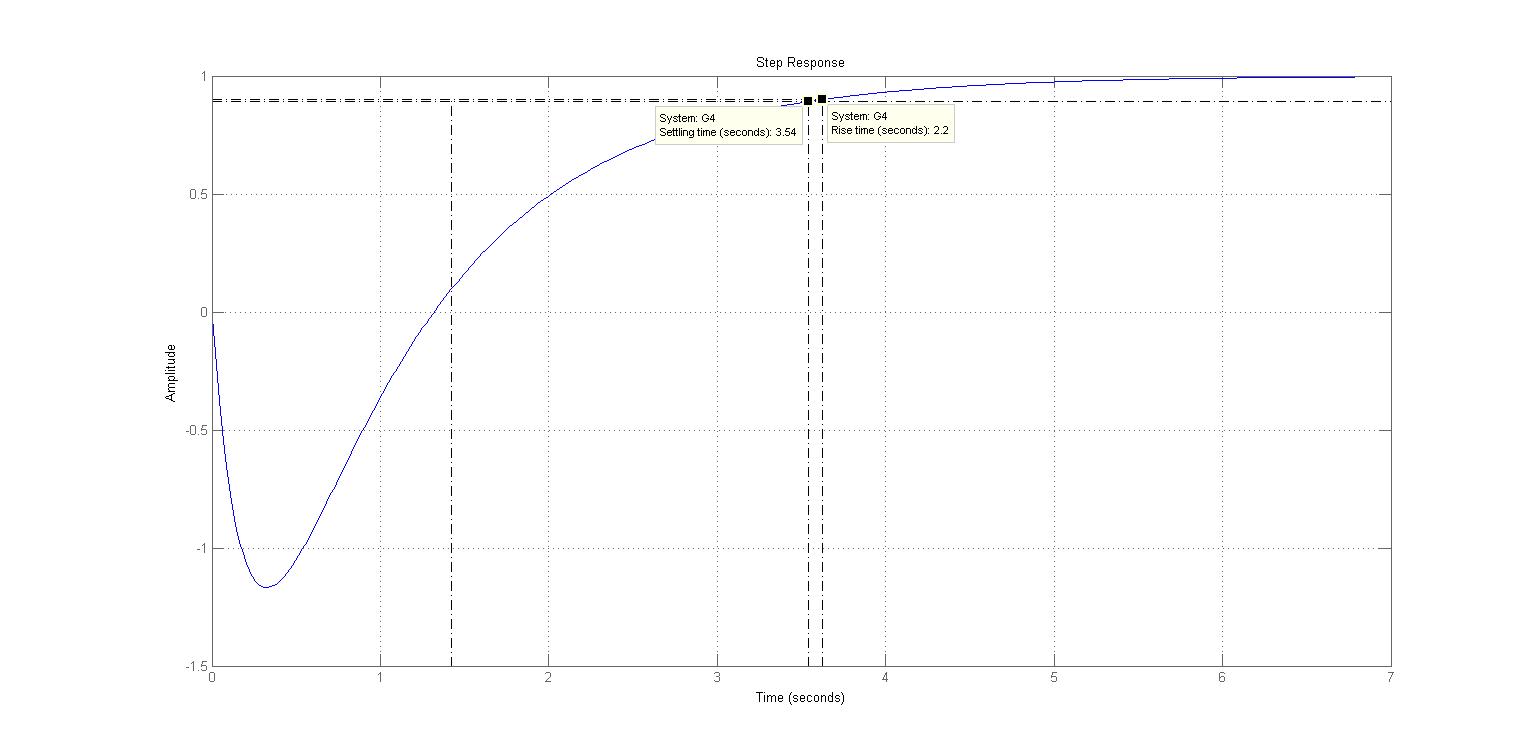 Step Response
1
System: G4
Settling time (seconds): 3.54
System: G4
Rise time (seconds): 2.2
0.5
0
Amplitude
-0.5
-1
-1.5
0 1 2 3 4 5 6 7
Time (seconds)